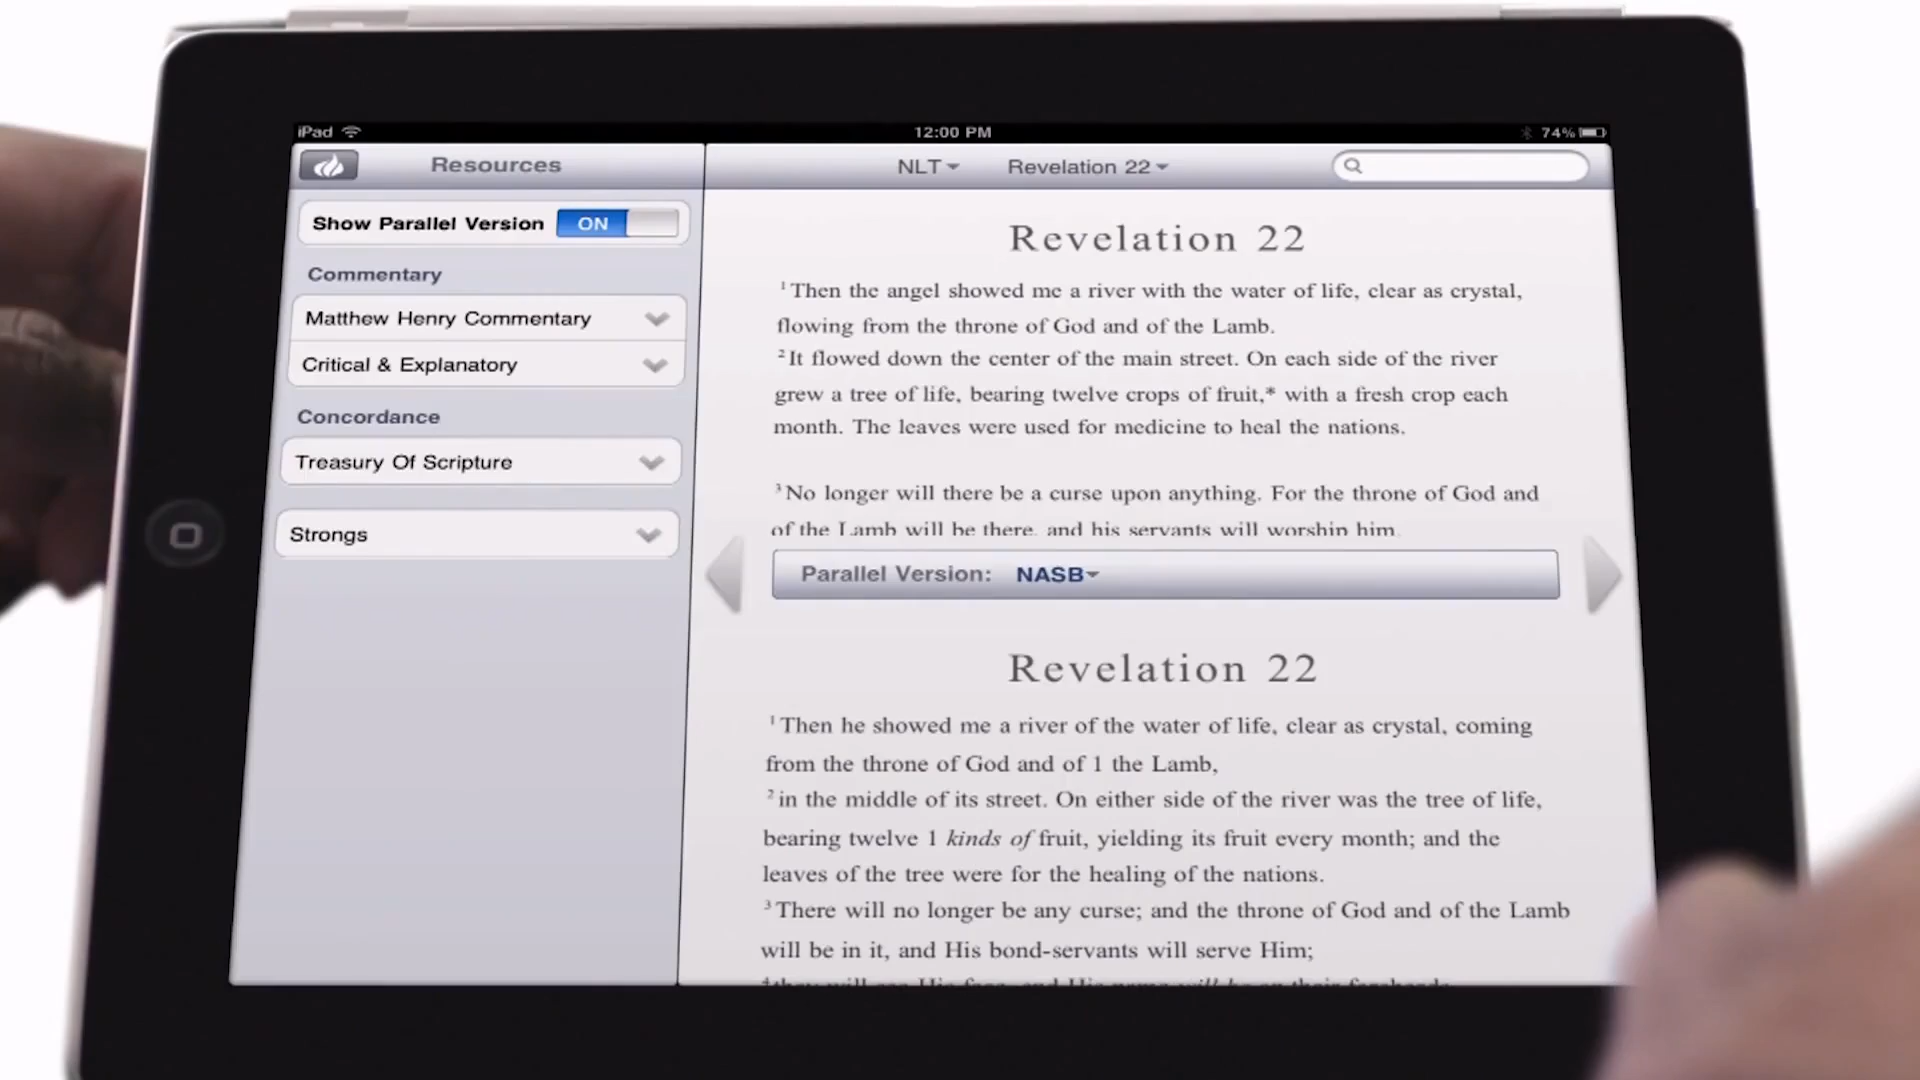 iPad
12:00 PM
74%
Resources
NLT
Revelation 22
Show Parallel Version ON
Commentary
Matthew Henry Commentary
Critical & Explanatory
Concordance
Treasury Of Scripture
Strongs
Revelation 22
1 Then the angel showed me a river with the water of life, clear as crystal,
flowing from the throne of God and of the Lamb.
2 It flowed down the center of the main street. On each side of the river
grew a tree of life, bearing twelve crops of fruit,* with a fresh crop each
month. The leaves were used for medicine to heal the nations.
3 No longer will there be a curse upon anything. For the throne of God and
of the Lamb will be there, and his servants will worship him.
Parallel Version: NASB
Revelation 22
1 Then he showed me a river of the water of life, clear as crystal, coming
from the throne of God and of 1 the Lamb,
2 in the middle of its street. On either side of the river was the tree of life,
bearing twelve 1 kinds of fruit, yielding its fruit every month; and the
leaves of the tree were for the healing of the nations.
3 There will no longer be any curse; and the throne of God and of the Lamb
will be in it, and His bond-servants will serve Him;